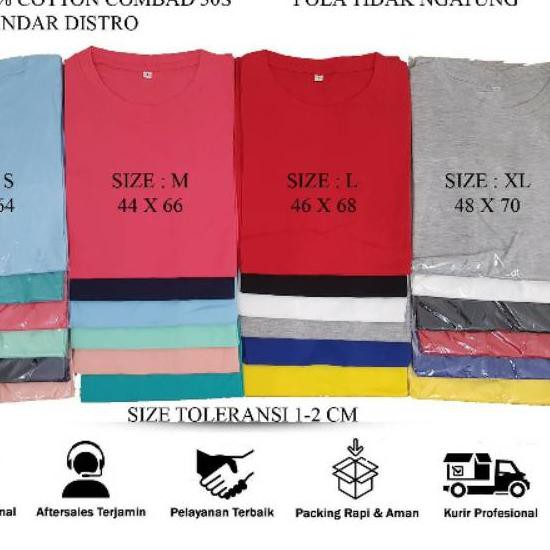 % COTTON COMBAD 30S
POLA TIDAK NGATUNG
NDAR DISTRO
S
64
SIZE : M
44 X 66
SIZE : L
46 X 68
SIZE : XL
48 X 70
SIZE TOLERANSI 1-2 CM
nal
Aftersales Terjamin
Pelayanan Terbaik
Packing Rapi & Aman
Kurir Profesional